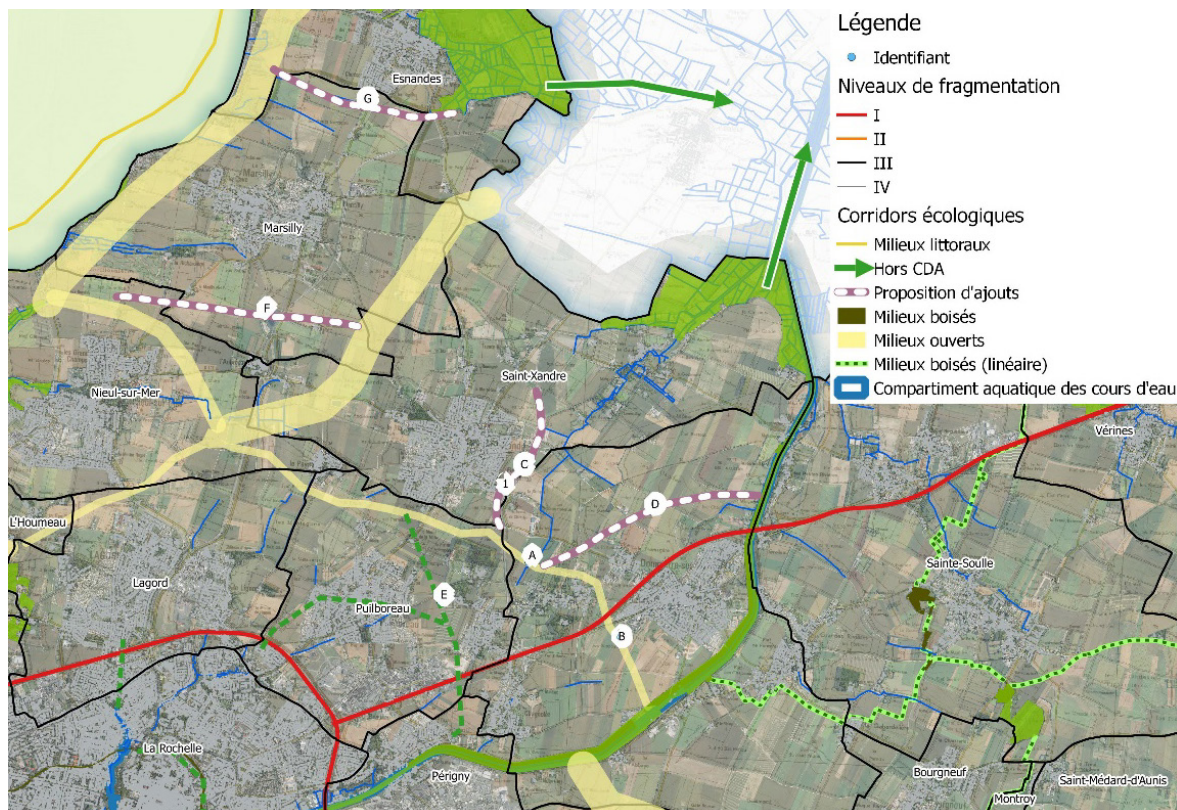 Légende
Identifiant
Niveaux de fragmentation
I
II
III
IV
Corridors écologiques
Milieux littoraux
Hors CDA
Proposition d'ajouts
Milieux boisés
Milieux ouverts
Milieux boisés (linéaire)
Compartiment aquatique des cours d'eau
Esnandes
G
Marsilly
F
Nieul-sur-Mer
Saint-Xandre
C
1
D
A
Vérines
L'Houmeau
Lagord
Puilboreau
E
B
Sainte-Soulle
La Rochelle
Périgny
Bourgneuf
Montroy
Saint-Médard-d'Aunis